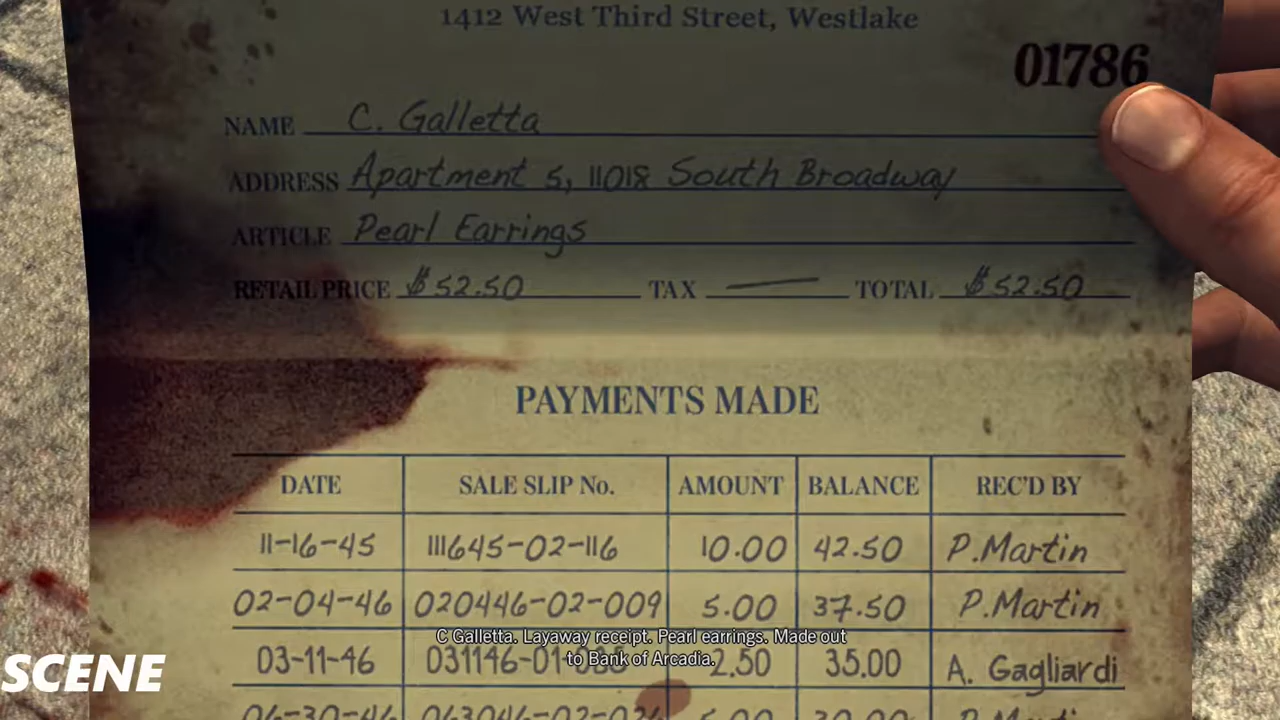 1412 West Third Street, Westlake
01786
NAME C. Galletta
ADDRESS Apartment 5, 11018 South Broadway
ARTICLE Pearl Earrings
RETAIL PRICE $52.50 TAX — TOTAL $52.50
PAYMENTS MADE
DATE SALE SLIP No. AMOUNT BALANCE REC'D BY
11-16-45 111645-02-116 10.00 42.50 P.Martin
02-04-46 020446-02-009 5.00 37.50 P.Martin
C Galletta. Layaway receipt. Pearl earrings. Made out
to Bank of Arcadia.
03-11-46 2.50 35.00 A. Gagliardi
SCENE